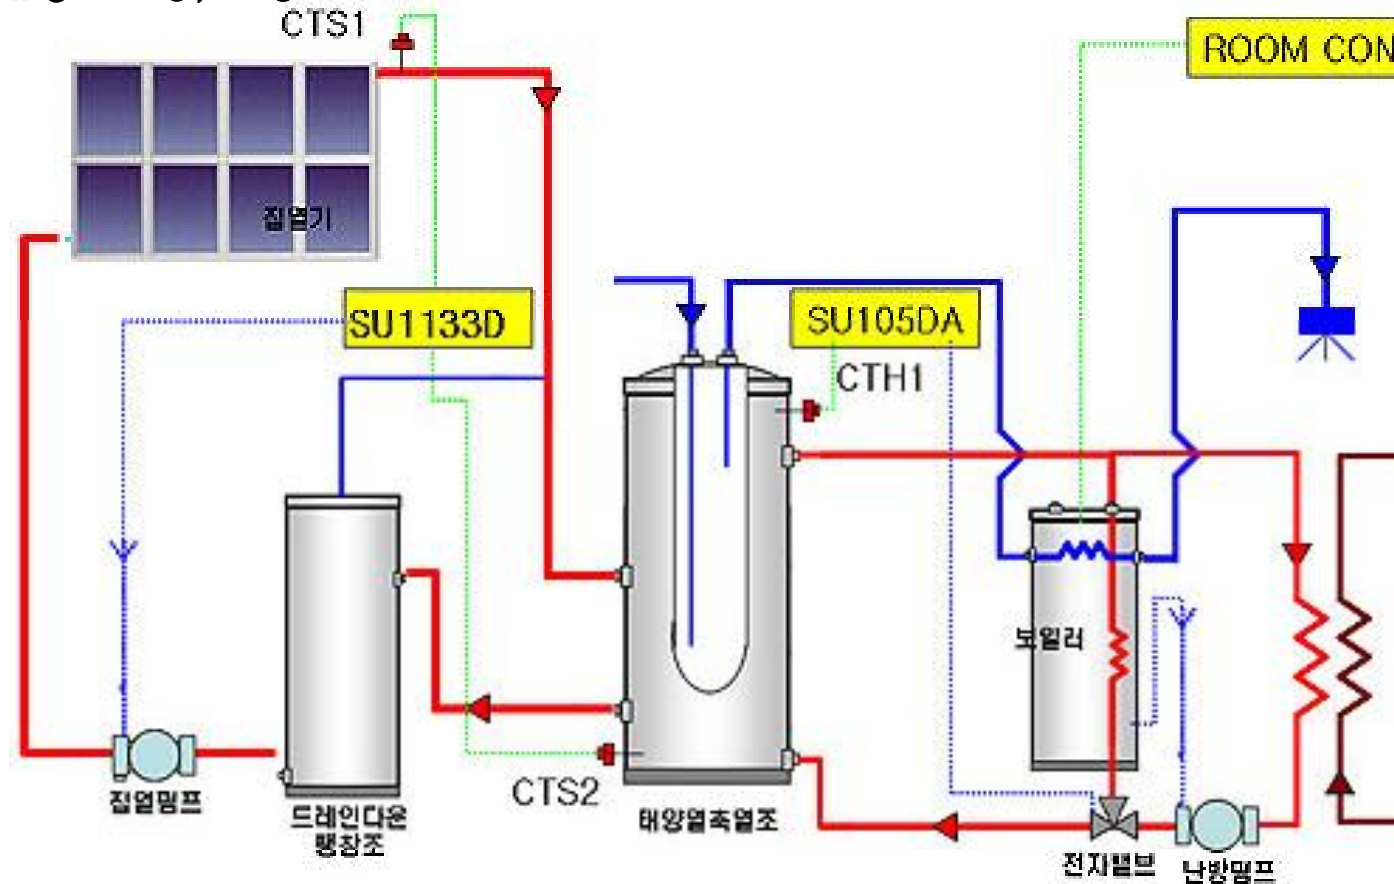 CTS1
ROOM CON
집열기
SU1133D
SU105DA
CTH1
보일러
CTS2
집열펌프
드레인다운
팽창조
태양열축열조
전자밸브
난방펌프